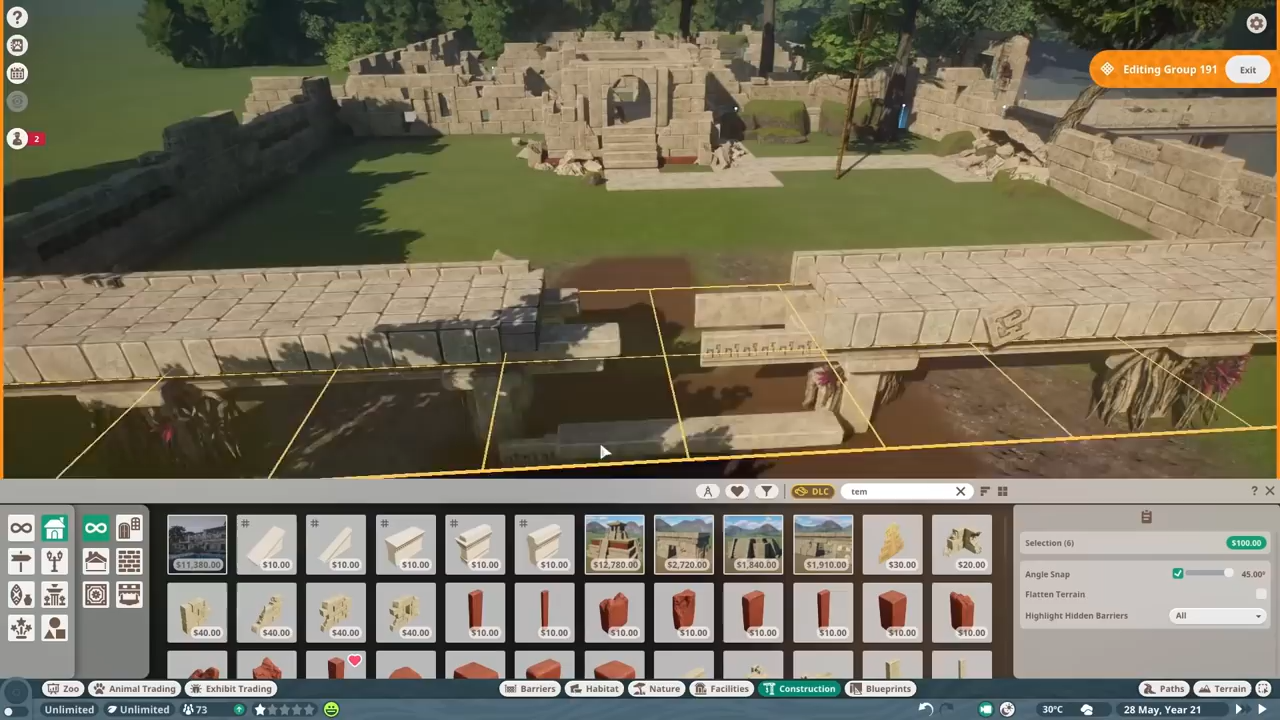 ?
Editing Group 191
Exit
2
DLC
tem
?
$11,380.00
$10.00
$10.00
$10.00
$10.00
$10.00
$12,780.00
$2,720.00
$1,840.00
$1,910.00
$30.00
$20.00
$40.00
$40.00
$40.00
$40.00
$10.00
$10.00
$10.00
$10.00
$10.00
$10.00
$10.00
$10.00
Selection (6)
$100.00
Angle Snap
45.00°
Flatten Terrain
Highlight Hidden Barriers
All
Zoo
Animal Trading
Exhibit Trading
Barriers
Habitat
Nature
Facilities
Construction
Blueprints
Paths
Terrain
Unlimited
Unlimited
73
30°C
28 May, Year 21